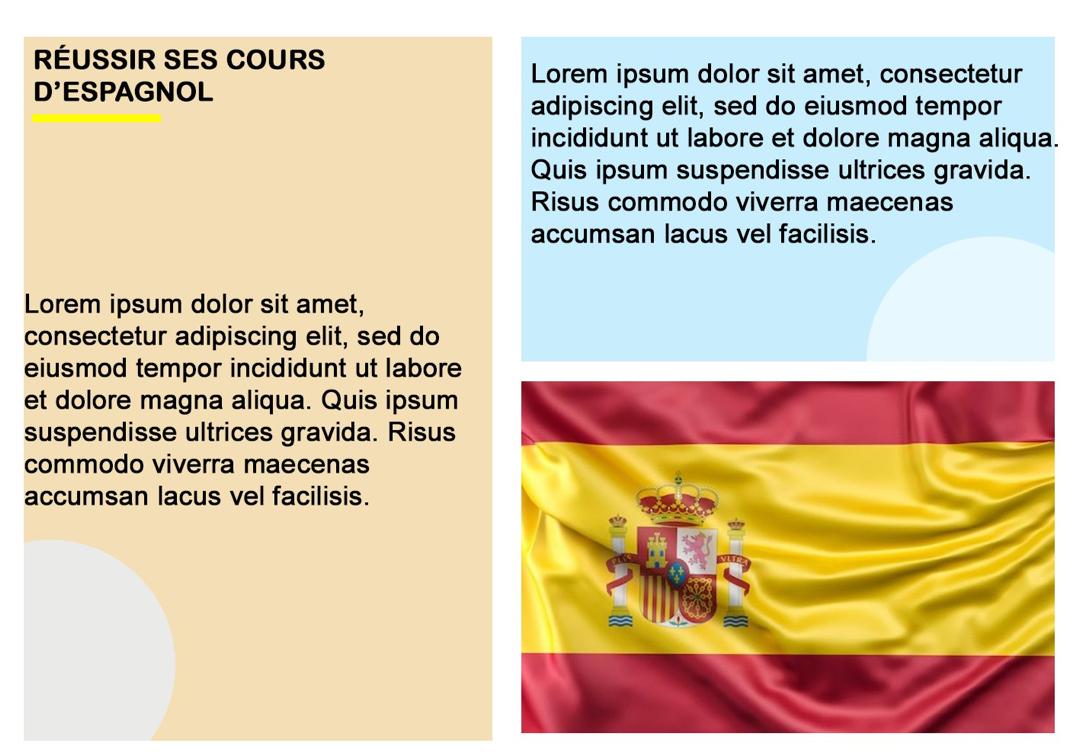 RÉUSSIR SES COURS
D’ESPAGNOL
Lorem ipsum dolor sit amet,
consectetur adipiscing elit, sed do
eiusmod tempor incididunt ut labore
et dolore magna aliqua. Quis ipsum
suspendisse ultrices gravida. Risus
commodo viverra maecenas
accumsan lacus vel facilisis.
Lorem ipsum dolor sit amet, consectetur
adipiscing elit, sed do eiusmod tempor
incididunt ut labore et dolore magna aliqua.
Quis ipsum suspendisse ultrices gravida.
Risus commodo viverra maecenas
accumsan lacus vel facilisis.
PLUS VLTRA